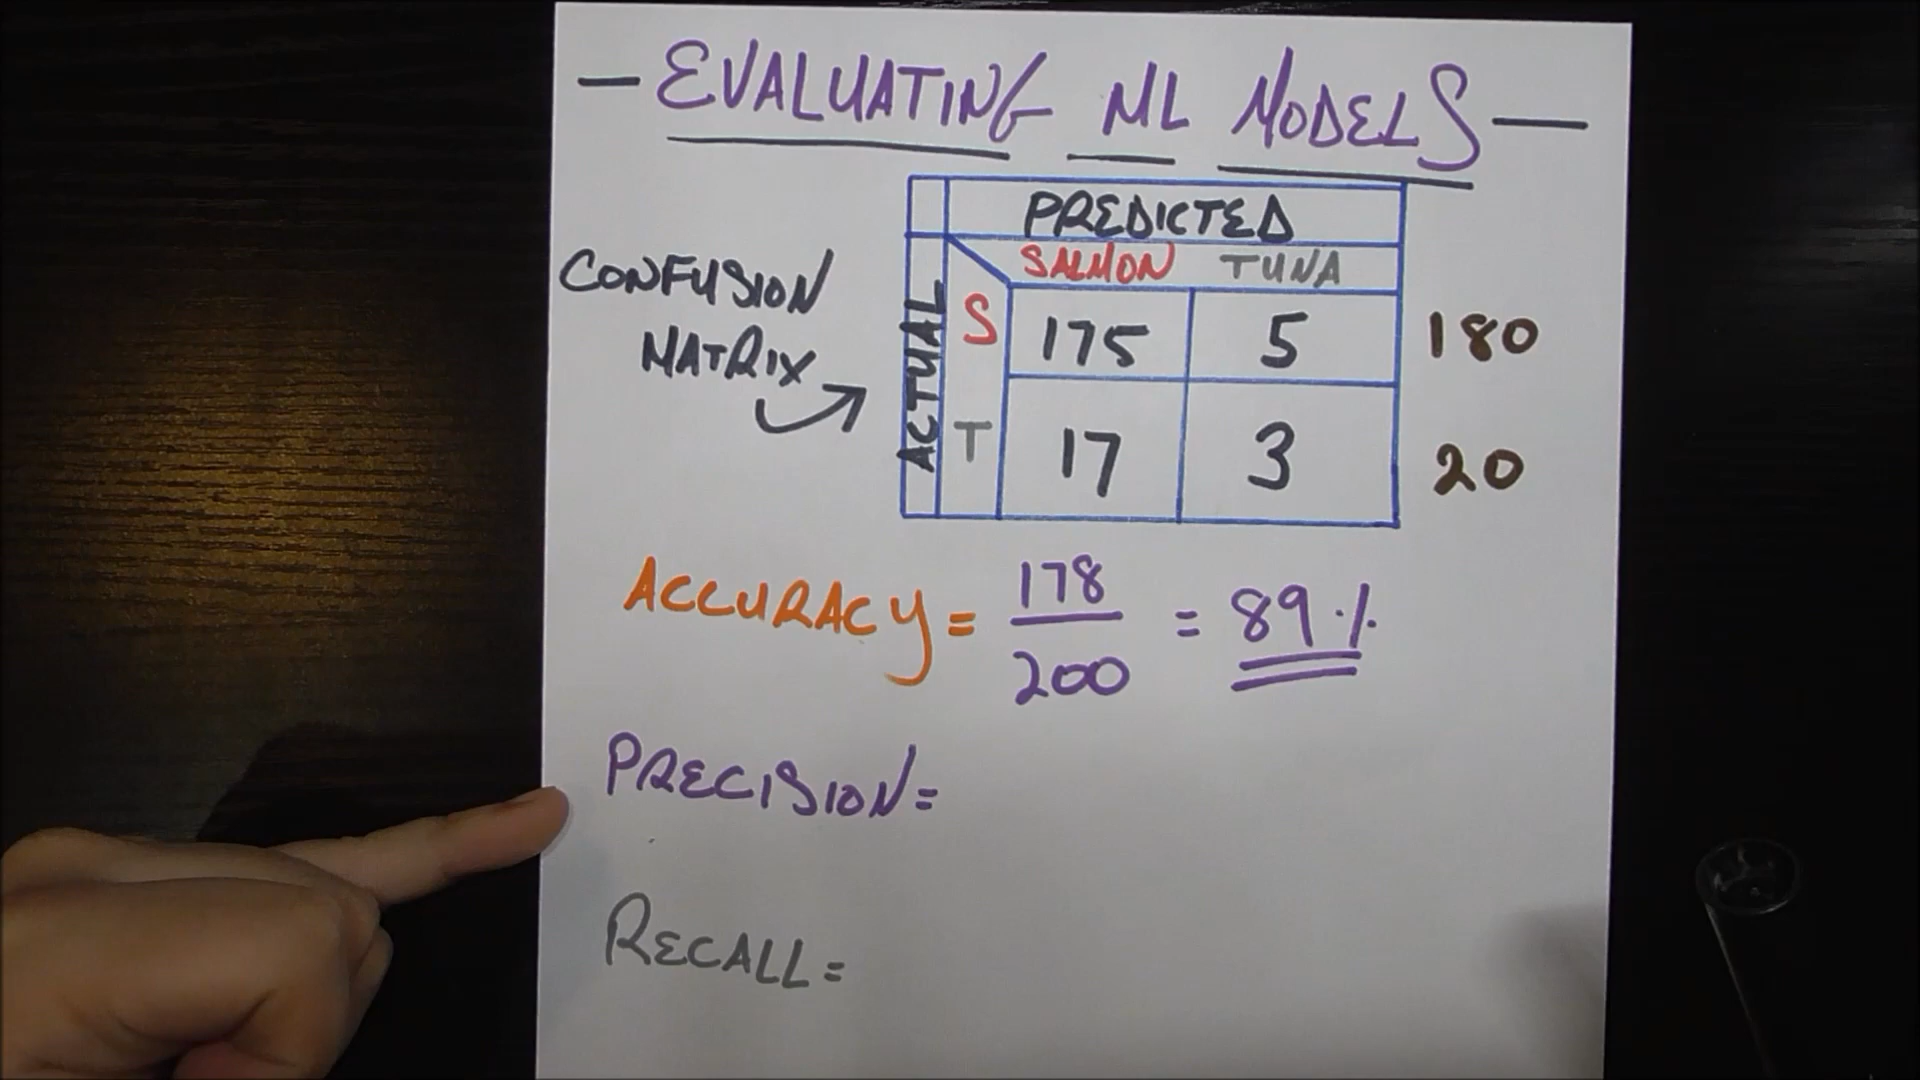 — EVALUATING ML MODELS —
PREDICTED
SALMON TUNA
CONFUSION
MATRIX
ACTUAL
S 175 5 180
T 17 3 20
ACCURACY = 178/200 = 89%
PRECISION =
RECALL =